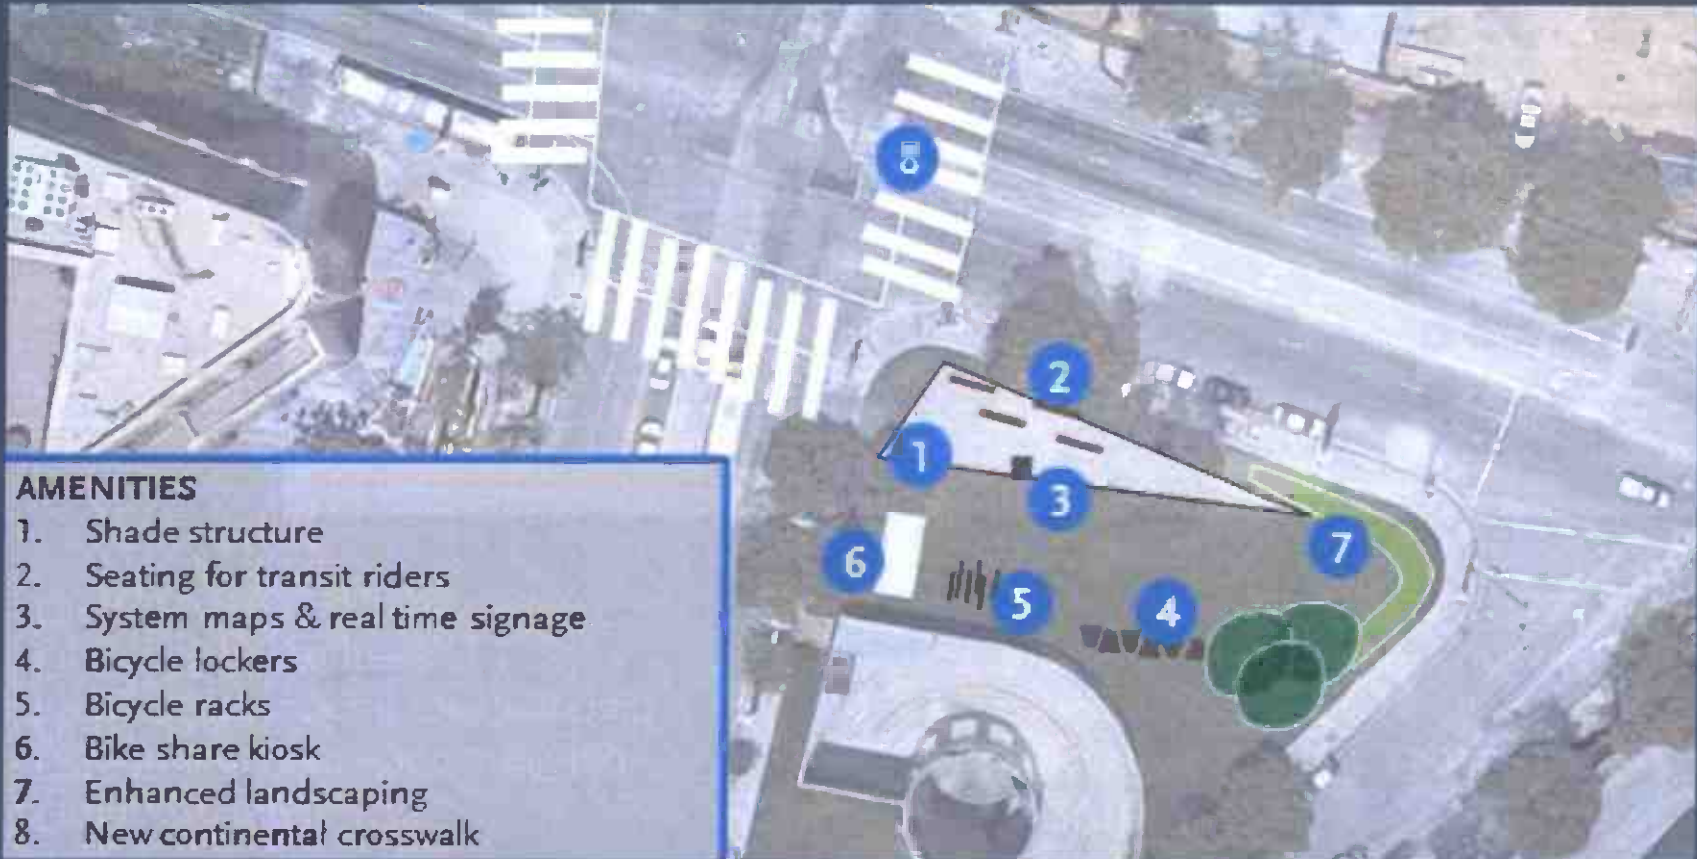 8
2
1
3
7
6
5
4
AMENITIES
1. Shade structure
2. Seating for transit riders
3. System maps & real time signage
4. Bicycle lockers
5. Bicycle racks
6. Bike share kiosk
7. Enhanced landscaping
8. New continental crosswalk